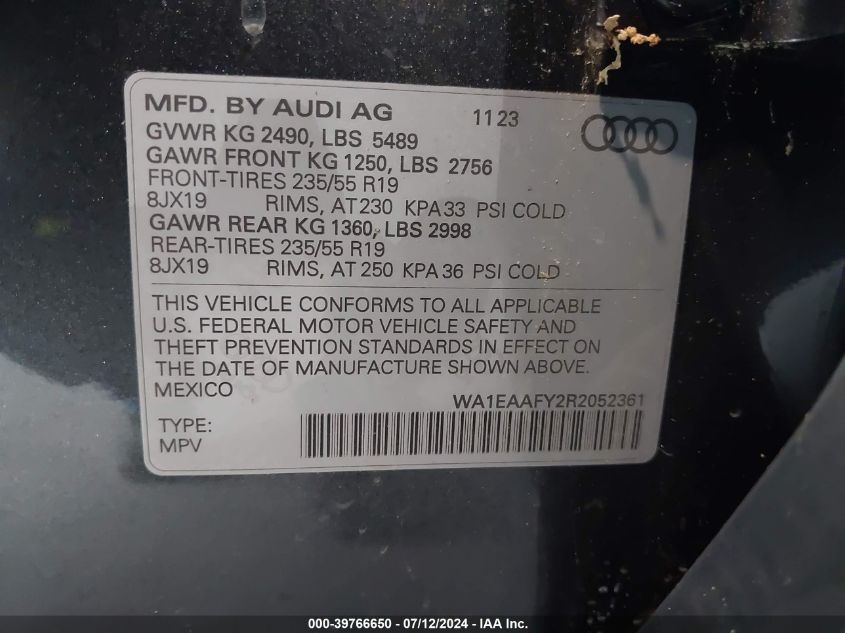 MFD. BY AUDI AG 1123
GVWR KG 2490, LBS 5489
GAWR FRONT KG 1250, LBS 2756
FRONT-TIRES 235/55 R19
8JX19 RIMS, AT 230 KPA 33 PSI COLD
GAWR REAR KG 1360, LBS 2998
REAR-TIRES 235/55 R19
8JX19 RIMS, AT 250 KPA 36 PSI COLD
THIS VEHICLE CONFORMS TO ALL APPLICABLE
U.S. FEDERAL MOTOR VEHICLE SAFETY AND
THEFT PREVENTION STANDARDS IN EFFECT ON
THE DATE OF MANUFACTURE SHOWN ABOVE.
MEXICO
WA1EAAFY2R2052361
TYPE:
MPV
000-39766650 - 07/12/2024 - WWW.IAAI.COM